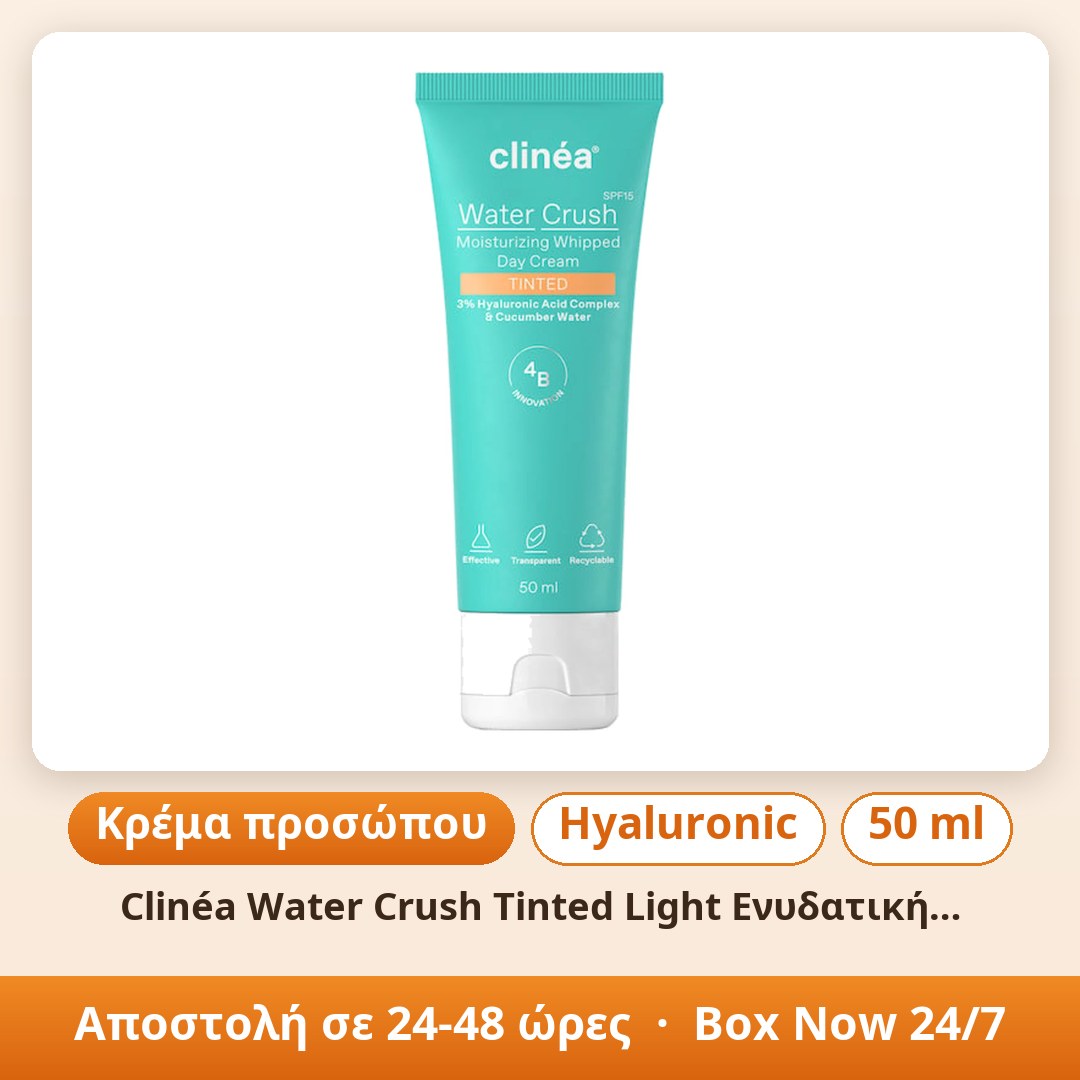 clinéa®
SPF15
Water Crush
Moisturizing Whipped
Day Cream
TINTED
3% Hyaluronic Acid Complex
& Cucumber Water
4B
INNOVATION
Effective Transparent Recyclable
50 ml
Κρέμα προσώπου Hyaluronic 50 ml
Clinéa Water Crush Tinted Light Ενυδατική...
Αποστολή σε 24-48 ώρες · Box Now 24/7